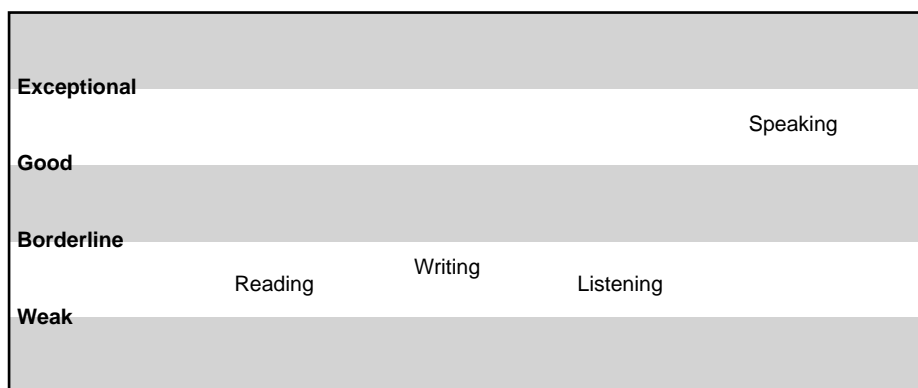 Exceptional
Speaking
Good
Borderline
Writing
Reading
Listening
Weak